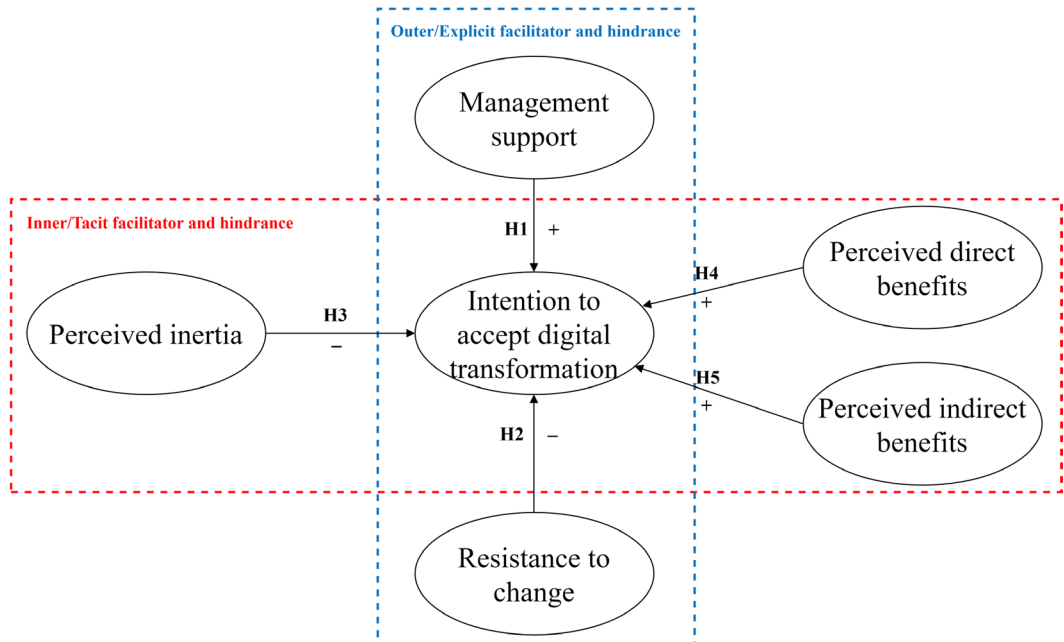 Outer/Explicit facilitator and hindrance
Management
support
Inner/Tacit facilitator and hindrance
H1 +
Perceived inertia
H3
–
Intention to
accept digital
transformation
H4
+
Perceived direct
benefits
H5
+
Perceived indirect
benefits
H2 –
Resistance to
change